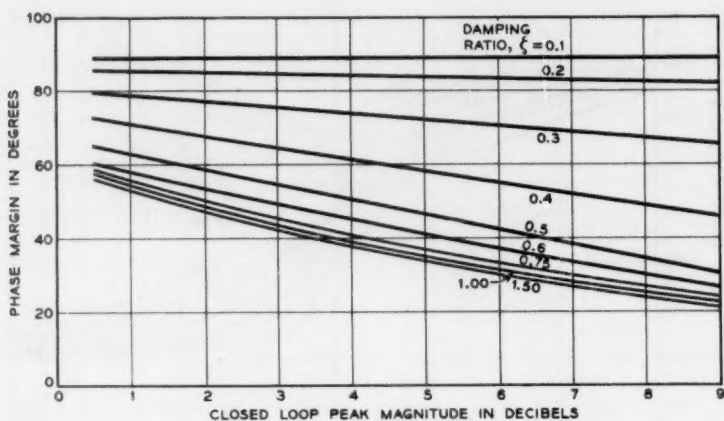 DAMPING
RATIO, ξ=0.1
0.2
0.3
0.4
0.5
0.6
0.75
1.00
1.50
100
80
60
40
20
0
PHASE MARGIN IN DEGREES
0 1 2 3 4 5 6 7 8 9
CLOSED LOOP PEAK MAGNITUDE IN DECIBELS